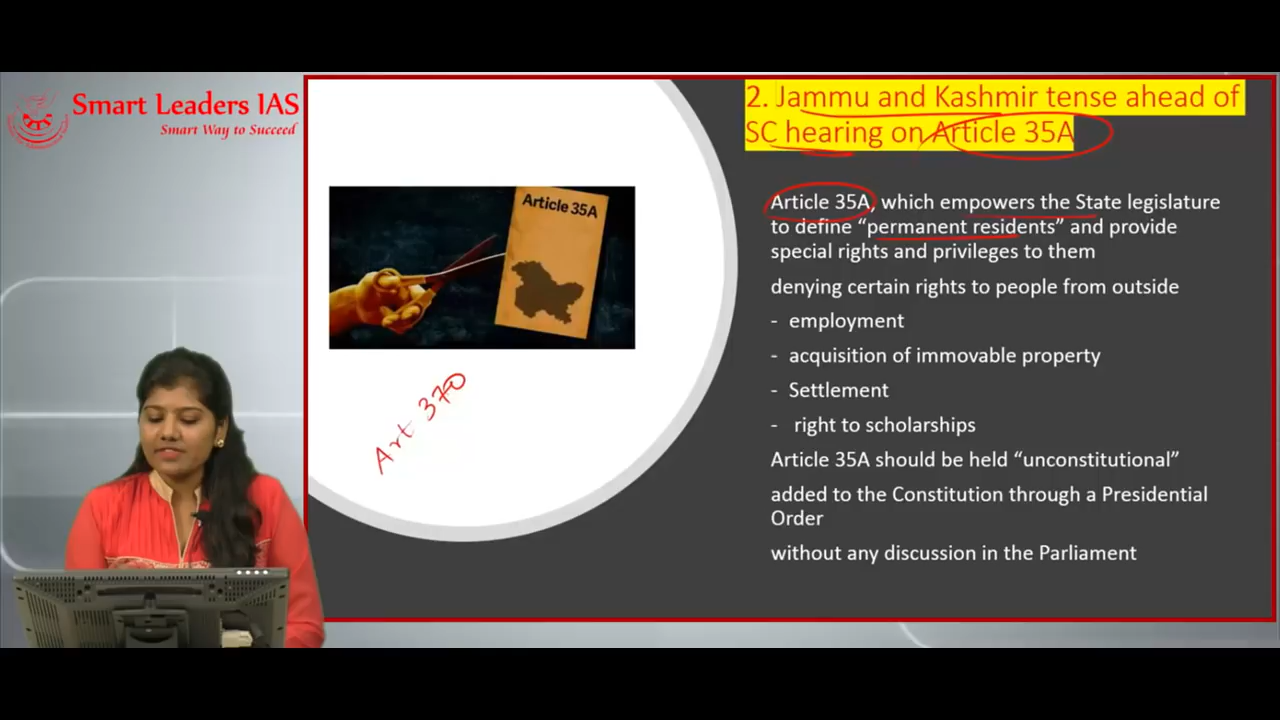 Smart Leaders IAS
Smart Way to Succeed
2. Jammu and Kashmir tense ahead of
SC hearing on Article 35A
Article 35A
Art 370
Article 35A, which empowers the State legislature
to define “permanent residents” and provide
special rights and privileges to them
denying certain rights to people from outside
- employment
- acquisition of immovable property
- Settlement
- right to scholarships
Article 35A should be held “unconstitutional”
added to the Constitution through a Presidential
Order
without any discussion in the Parliament